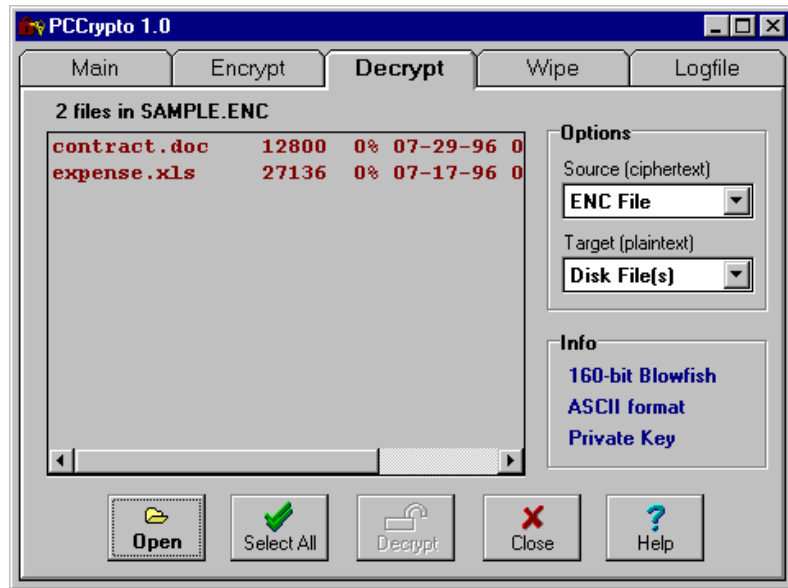 PCCrypto 1.0
Main Encrypt Decrypt Wipe Logfile
2 files in SAMPLE.ENC
contract.doc 12800 0% 07-29-96 0
expense.xls 27136 0% 07-17-96 0
Options
Source (ciphertext)
ENC File
Target (plaintext)
Disk File(s)
Info
160-bit Blowfish
ASCII format
Private Key
Open Select All Decrypt Close Help